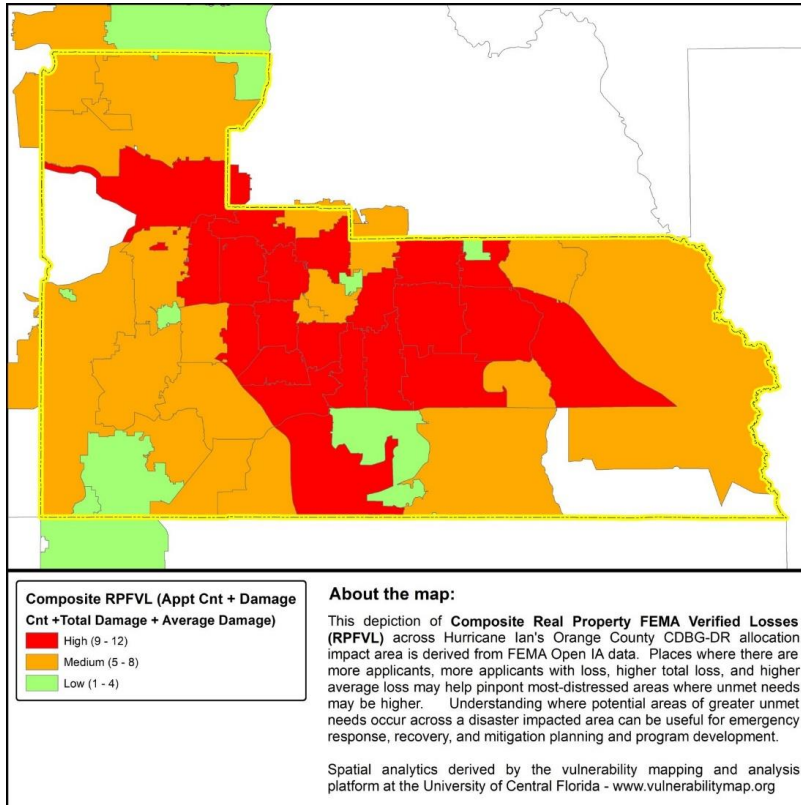 Composite RPFVL (Appt Cnt + Damage
Cnt +Total Damage + Average Damage)
High (9 - 12)
Medium (5 - 8)
Low (1 - 4)
About the map:
This depiction of Composite Real Property FEMA Verified Losses
(RPFVL) across Hurricane Ian's Orange County CDBG-DR allocation
impact area is derived from FEMA Open IA data. Places where there are
more applicants, more applicants with loss, higher total loss, and higher
average loss may help pinpont most-distressed areas where unmet needs
may be higher. Understanding where potential areas of greater unmet
needs occur across a disaster impacted area can be useful for emergency
response, recovery, and mitigation planning and program development.
Spatial analytics derived by the vulnerability mapping and analysis
platform at the University of Central Florida - www.vulnerabilitymap.org